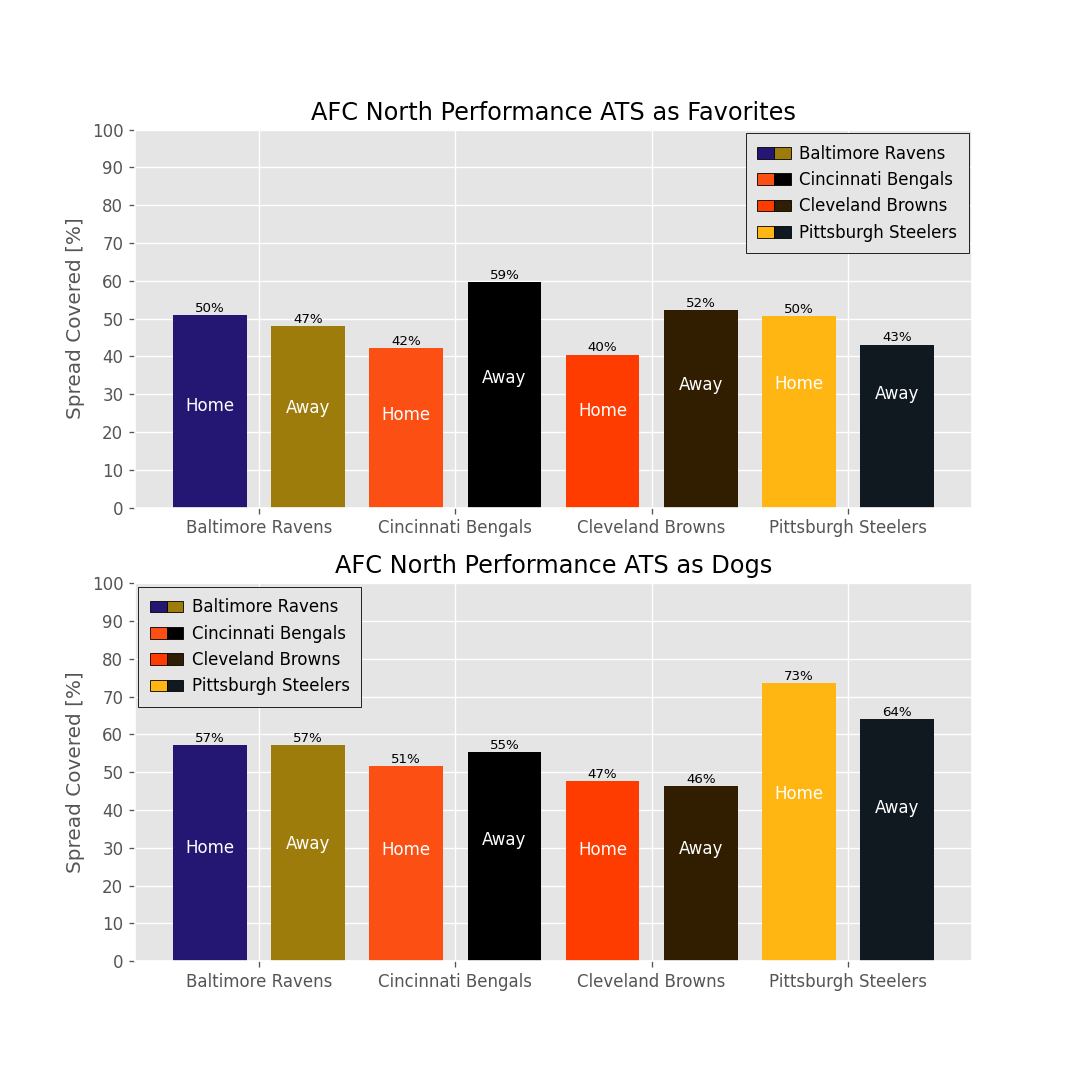 AFC North Performance ATS as Favorites
100
90
80
70
60
50
40
30
20
10
0
Spread Covered [%]
Baltimore Ravens
Cincinnati Bengals
Cleveland Browns
Pittsburgh Steelers
50%
47%
42%
59%
40%
52%
50%
43%
Home
Away
Home
Away
Home
Away
Home
Away
Baltimore Ravens
Cincinnati Bengals
Cleveland Browns
Pittsburgh Steelers
AFC North Performance ATS as Dogs
100
90
80
70
60
50
40
30
20
10
0
Spread Covered [%]
Baltimore Ravens
Cincinnati Bengals
Cleveland Browns
Pittsburgh Steelers
57%
57%
51%
55%
47%
46%
73%
64%
Home
Away
Home
Away
Home
Away
Home
Away
Baltimore Ravens
Cincinnati Bengals
Cleveland Browns
Pittsburgh Steelers